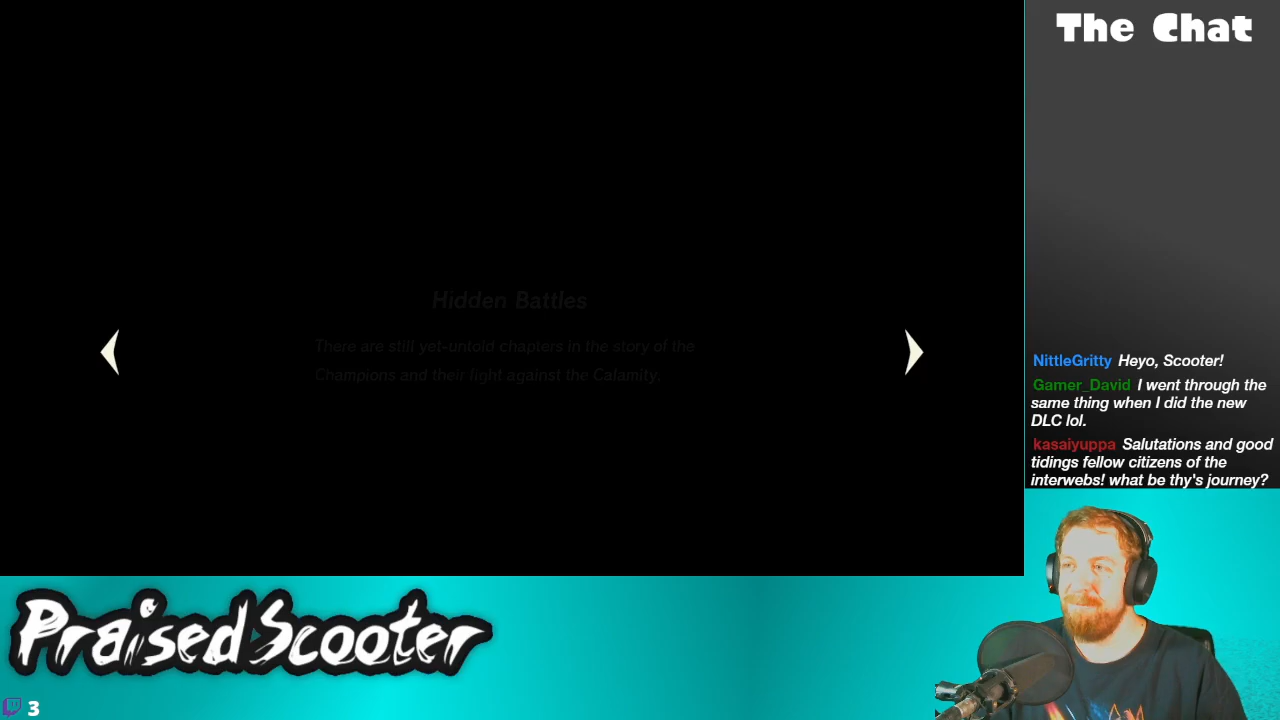 The Chat
Hidden Battles
There are still yet-untold chapters in the story of the
Champions and their fight against the Calamity.
NittleGritty Heyo, Scooter!
Gamer_David I went through the
same thing when I did the new
DLC lol.
kasaiyuppa Salutations and good
tidings fellow citizens of the
interwebs! what be thy's journey?
PraisedScooter
3